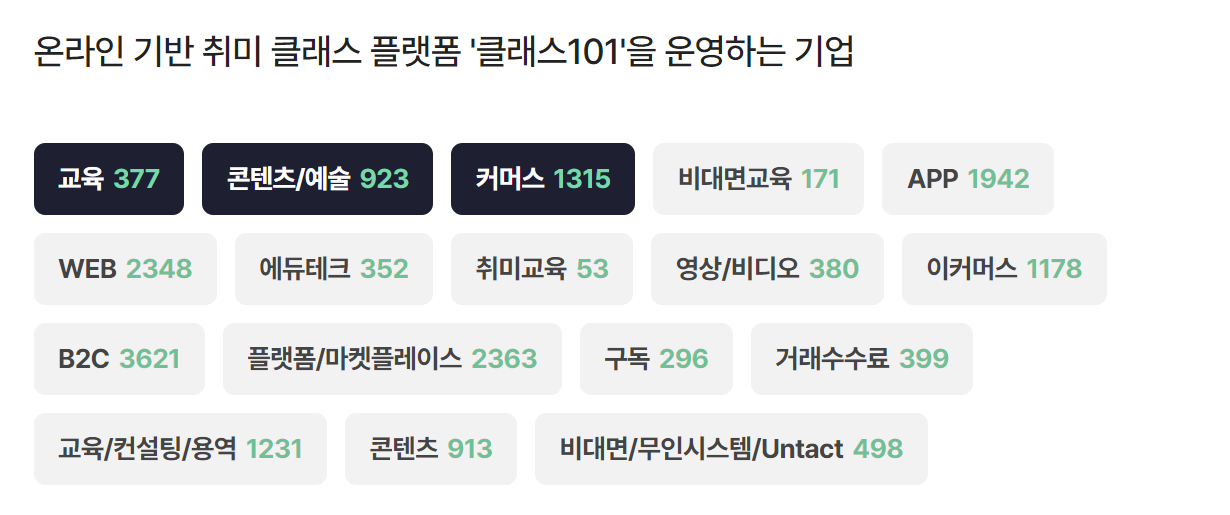 온라인 기반 취미 클래스 플랫폼 '클래스101'을 운영하는 기업
교육 377 콘텐츠/예술 923 커머스 1315 비대면교육 171 APP 1942
WEB 2348 에듀테크 352 취미교육 53 영상/비디오 380 이커머스 1178
B2C 3621 플랫폼/마켓플레이스 2363 구독 296 거래수수료 399
교육/컨설팅/용역 1231 콘텐츠 913 비대면/무인시스템/Untact 498